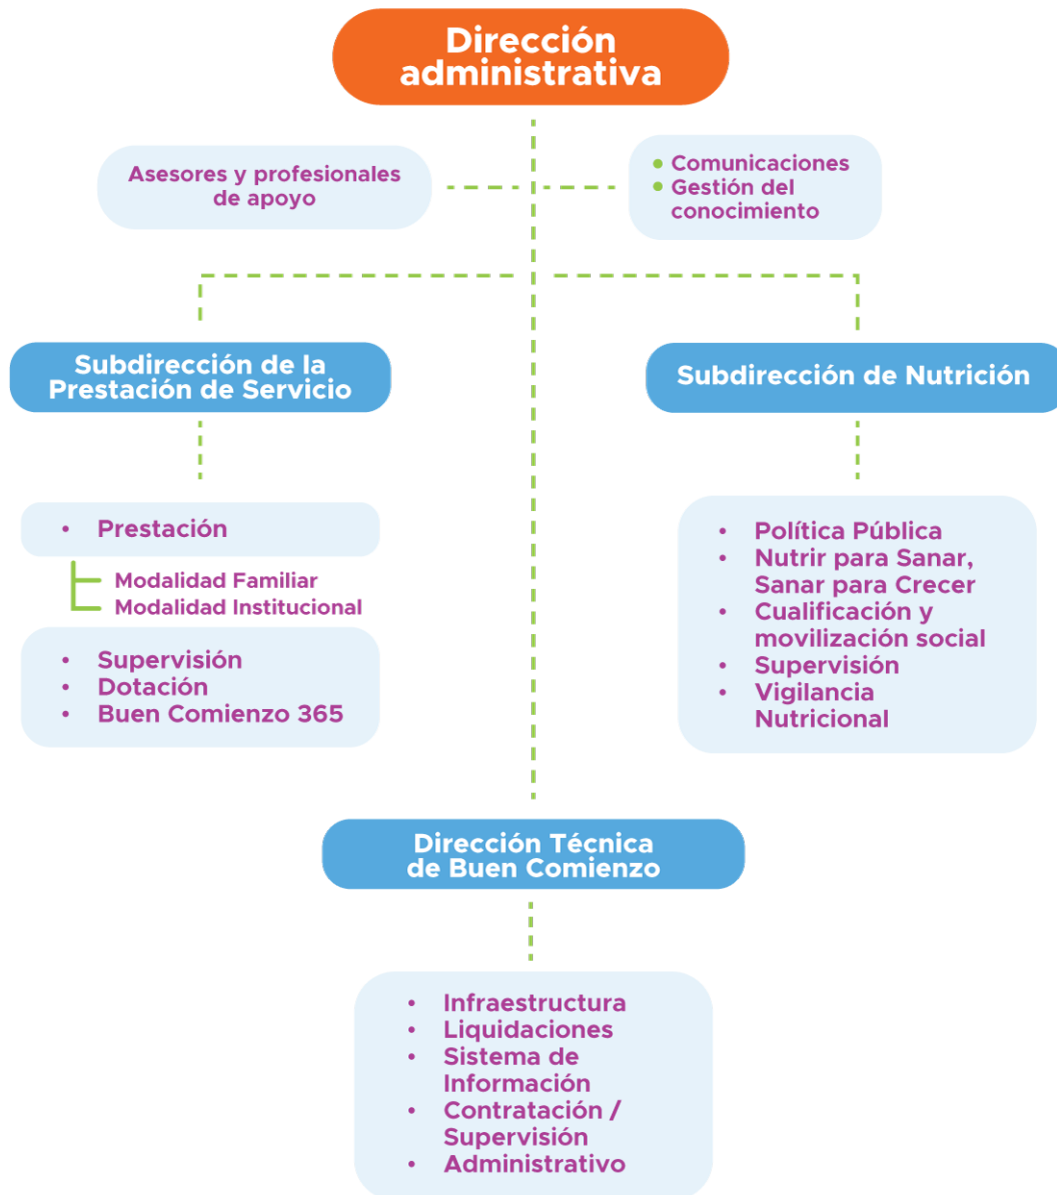 Dirección
administrativa
Asesores y profesionales
de apoyo
• Comunicaciones
• Gestión del
conocimiento
Subdirección de la
Prestación de Servicio
Subdirección de Nutrición
• Prestación
Modalidad Familiar
Modalidad Institucional
• Supervisión
• Dotación
• Buen Comienzo 365
• Política Pública
• Nutrir para Sanar,
Sanar para Crecer
• Cualificación y
movilización social
• Supervisión
• Vigilancia
Nutricional
Dirección Técnica
de Buen Comienzo
• Infraestructura
• Liquidaciones
• Sistema de
Información
• Contratación /
Supervisión
• Administrativo